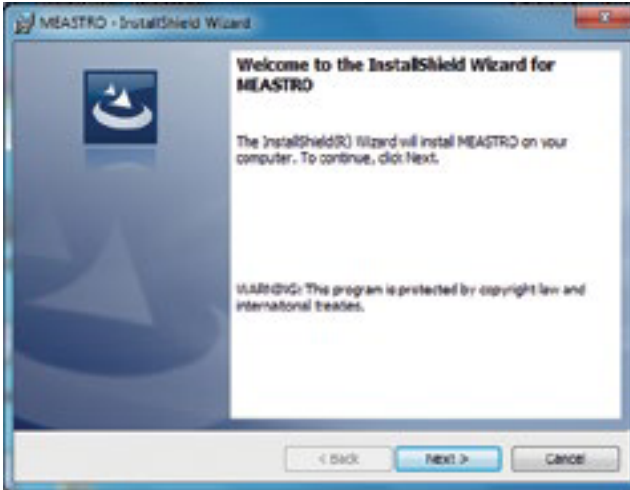 MEASTRO - InstallShield Wizard
Welcome to the InstallShield Wizard for
MEASTRO
The InstallShield(R) Wizard will install MEASTRO on your
computer. To continue, click Next.
WARNING: This program is protected by copyright law and
international treaties.
< Back
Next >
Cancel